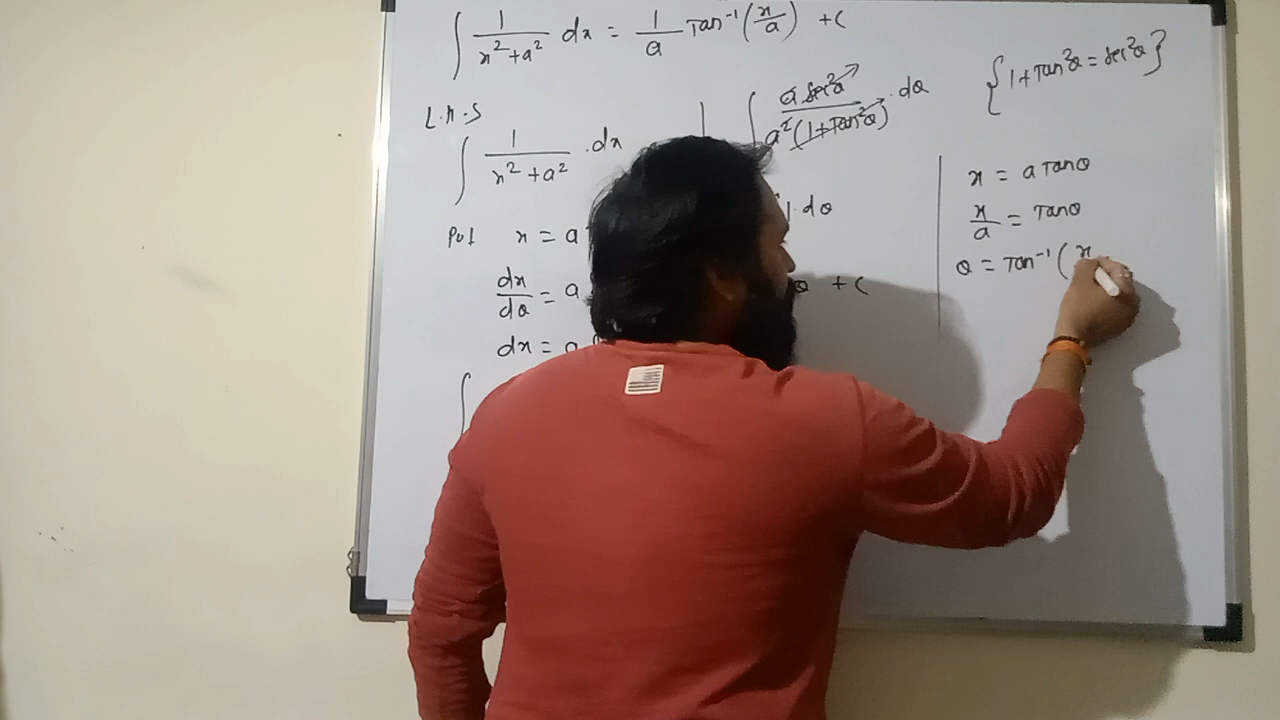 ∫ 1/(x²+a²) dx = 1/a Tan⁻¹(x/a) + C
L.H.S
∫ 1/(x²+a²) .dx
Put x = a
dx/dθ = a
dx = a
∫
∫ a sec²θ / a²(1+Tan²θ) . dθ
1. dθ
θ + C
{1+Tan²θ = sec²θ}
x = a Tanθ
x/a = Tanθ
θ = Tan⁻¹(x